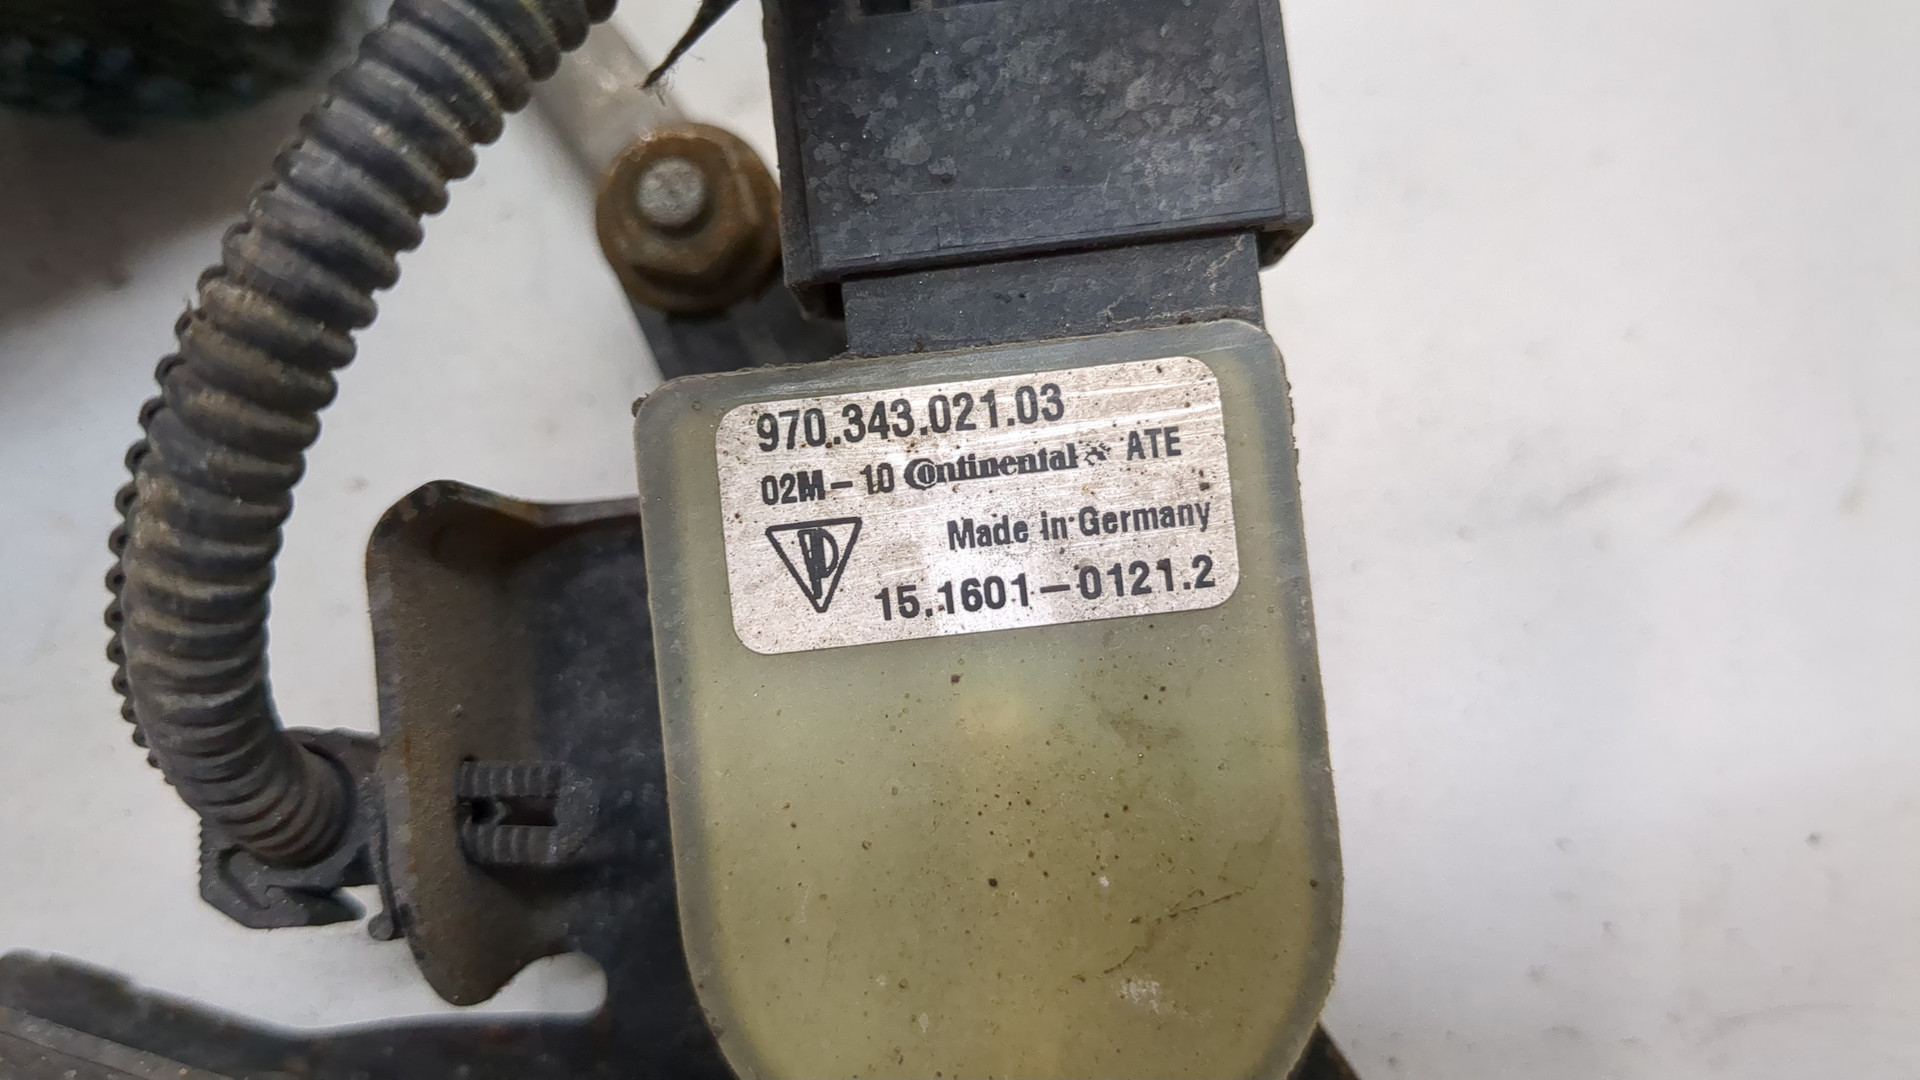 970.343.021.03
02M-10 Continental ATE
Made in Germany
15.1601-0121.2